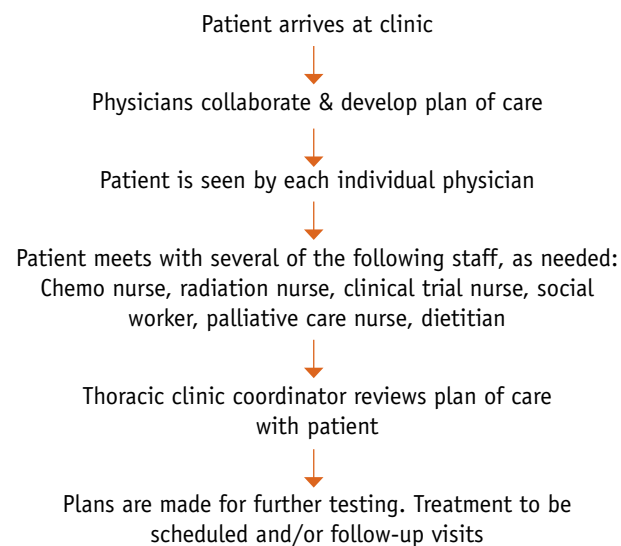 Patient arrives at clinic
Physicians collaborate & develop plan of care
Patient is seen by each individual physician
Patient meets with several of the following staff, as needed:
Chemo nurse, radiation nurse, clinical trial nurse, social
worker, palliative care nurse, dietitian
Thoracic clinic coordinator reviews plan of care
with patient
Plans are made for further testing. Treatment to be
scheduled and/or follow-up visits